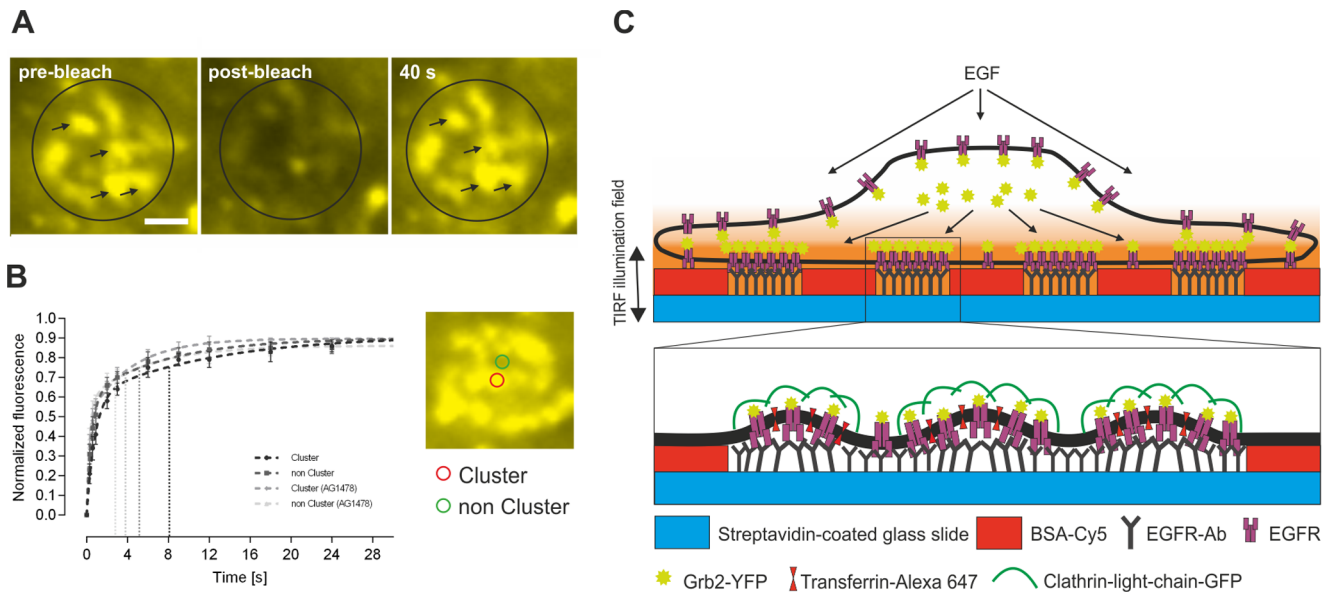 A
pre-bleach
post-bleach
40 s
B
Normalized fluorescence
1.0
0.9
0.8
0.7
0.6
0.5
0.4
0.3
0.2
0.1
0.0
0
4
8
12
16
20
24
28
Time [s]
Cluster
non Cluster
Cluster (AG1478)
non Cluster (AG1478)
Cluster
non Cluster
C
EGF
TIRF illumination field
Streptavidin-coated glass slide
BSA-Cy5
EGFR-Ab
EGFR
Grb2-YFP
Transferrin-Alexa 647
Clathrin-light-chain-GFP